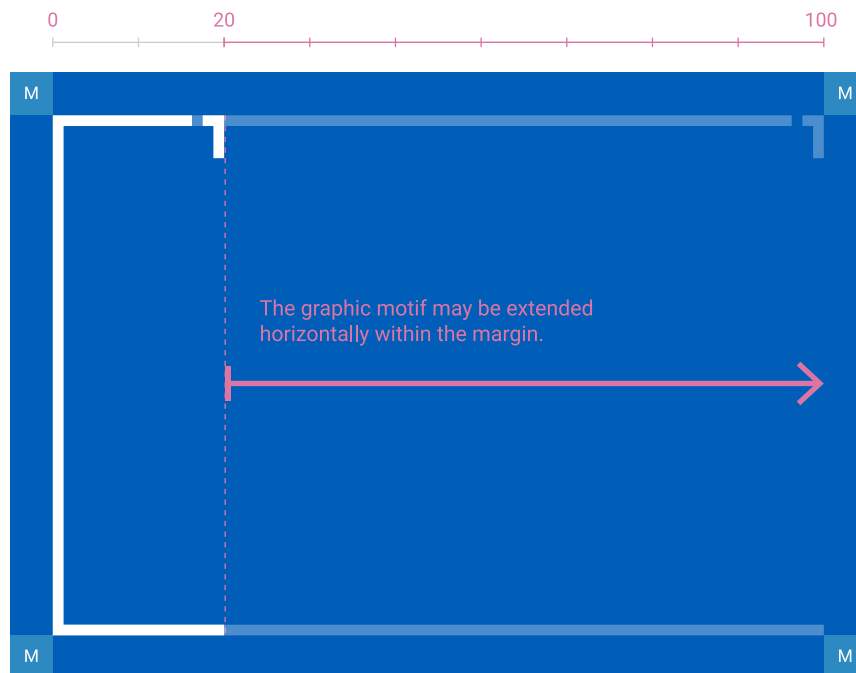 0 20 100
M M
The graphic motif may be extended
horizontally within the margin.
M M